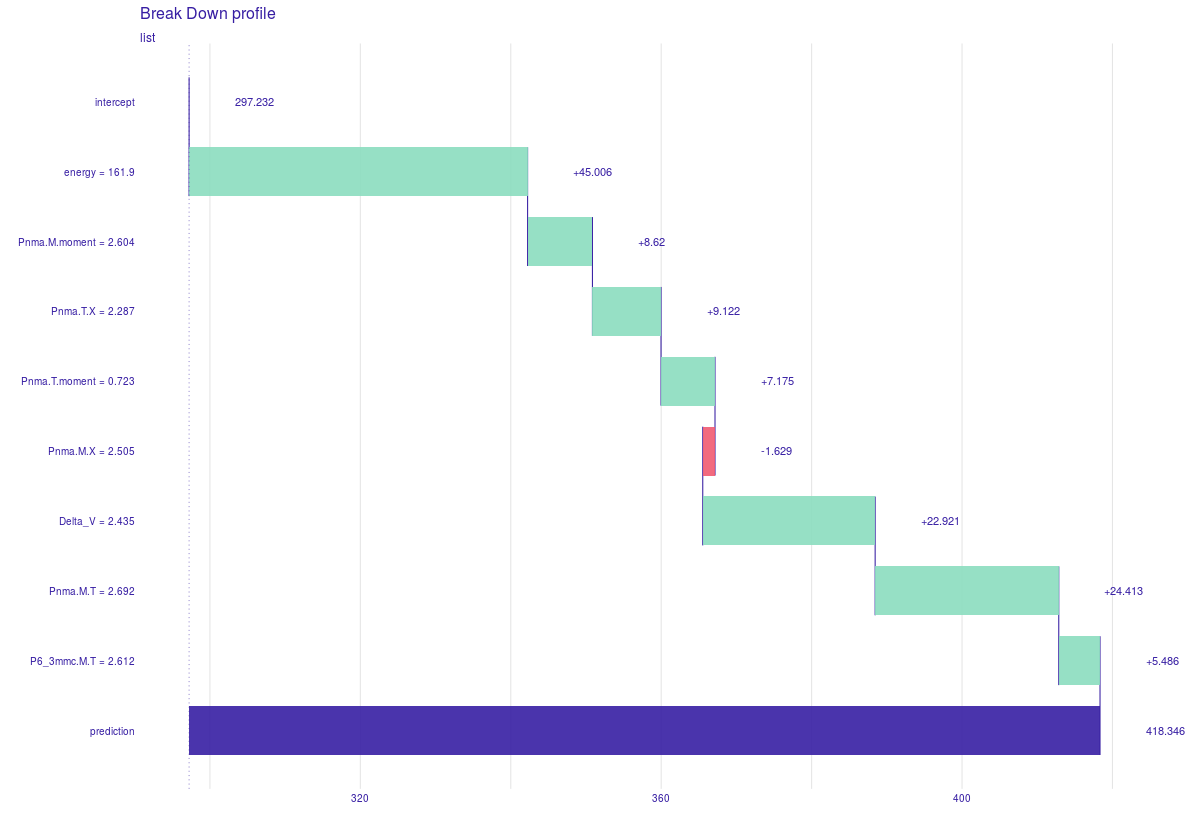 Break Down profile
list
intercept 297.232
energy = 161.9 +45.006
Pnma.M.moment = 2.604 +8.62
Pnma.T.X = 2.287 +9.122
Pnma.T.moment = 0.723 +7.175
Pnma.M.X = 2.505 -1.629
Delta_V = 2.435 +22.921
Pnma.M.T = 2.692 +24.413
P6_3mmc.M.T = 2.612 +5.486
prediction 418.346
320 360 400